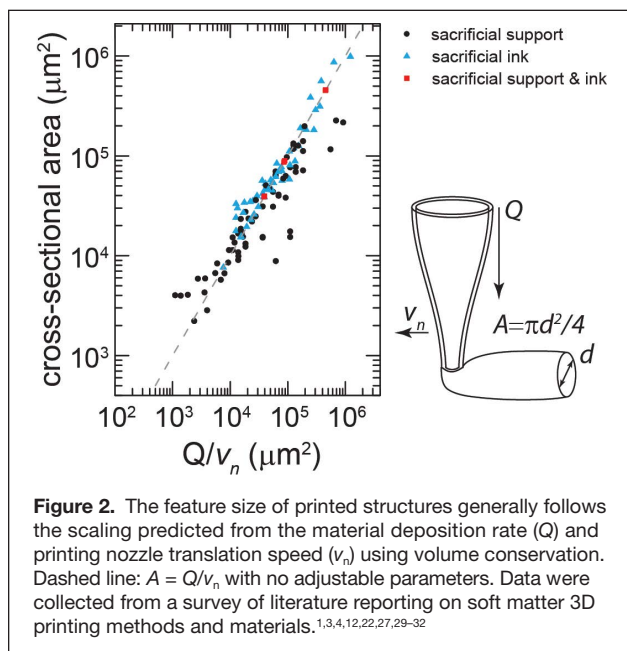 10⁶
10⁵
10⁴
10³
cross-sectional area (μm²)
10² 10³ 10⁴ 10⁵ 10⁶
Q/vₙ (μm²)
sacrificial support
sacrificial ink
sacrificial support & ink
Q
vₙ
A=πd²/4
d
Figure 2. The feature size of printed structures generally follows
the scaling predicted from the material deposition rate (Q) and
printing nozzle translation speed (vₙ) using volume conservation.
Dashed line: A = Q/vₙ with no adjustable parameters. Data were
collected from a survey of literature reporting on soft matter 3D
printing methods and materials.¹,³,⁴,¹²,²²,²⁷,²⁹⁻³²